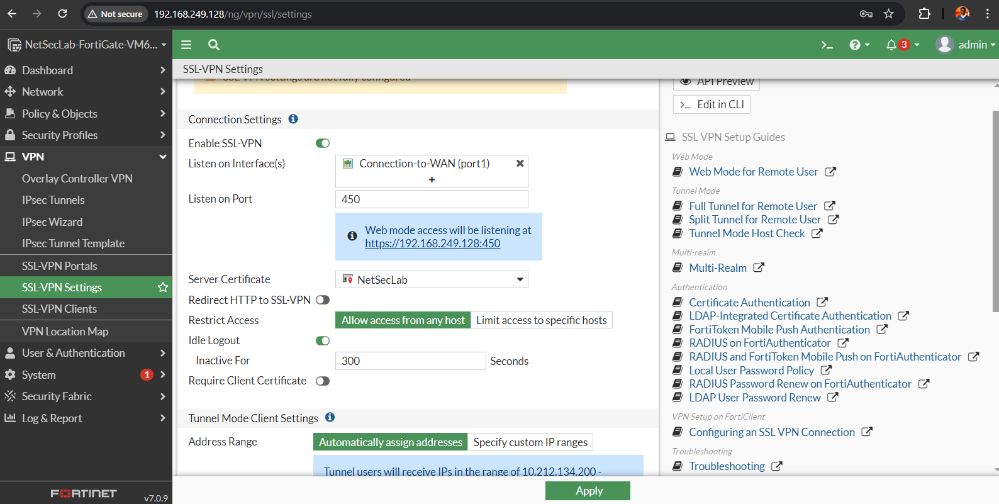 Not secure 192.168.249.128/ng/vpn/ssl/settings
NetSecLab-FortiGate-VM6...
3 admin
Dashboard
Network
Policy & Objects
Security Profiles
VPN
Overlay Controller VPN
IPsec Tunnels
IPsec Wizard
IPsec Tunnel Template
SSL-VPN Portals
SSL-VPN Settings
SSL-VPN Clients
VPN Location Map
User & Authentication
System 1
Security Fabric
Log & Report
FORTINET v7.0.9
SSL-VPN Settings
SSL-VPN settings are not fully configured
Connection Settings
Enable SSL-VPN
Listen on Interface(s) Connection-to-WAN (port1)
+
Listen on Port 450
Web mode access will be listening at
https://192.168.249.128:450
Server Certificate NetSecLab
Redirect HTTP to SSL-VPN
Restrict Access Allow access from any host Limit access to specific hosts
Idle Logout
Inactive For 300 Seconds
Require Client Certificate
Tunnel Mode Client Settings
Address Range Automatically assign addresses Specify custom IP ranges
Tunnel users will receive IPs in the range of 10.212.134.200 -
Apply
API Preview
>_ Edit in CLI
SSL VPN Setup Guides
Web Mode
Web Mode for Remote User
Tunnel Mode
Full Tunnel for Remote User
Split Tunnel for Remote User
Tunnel Mode Host Check
Multi-realm
Multi-Realm
Authentication
Certificate Authentication
LDAP-Integrated Certificate Authentication
FortiToken Mobile Push Authentication
RADIUS on FortiAuthenticator
RADIUS and FortiToken Mobile Push on FortiAuthenticator
Local User Password Policy
RADIUS Password Renew on FortiAuthenticator
LDAP User Password Renew
VPN Setup on FortiClient
Configuring an SSL VPN Connection
Troubleshooting
Troubleshooting